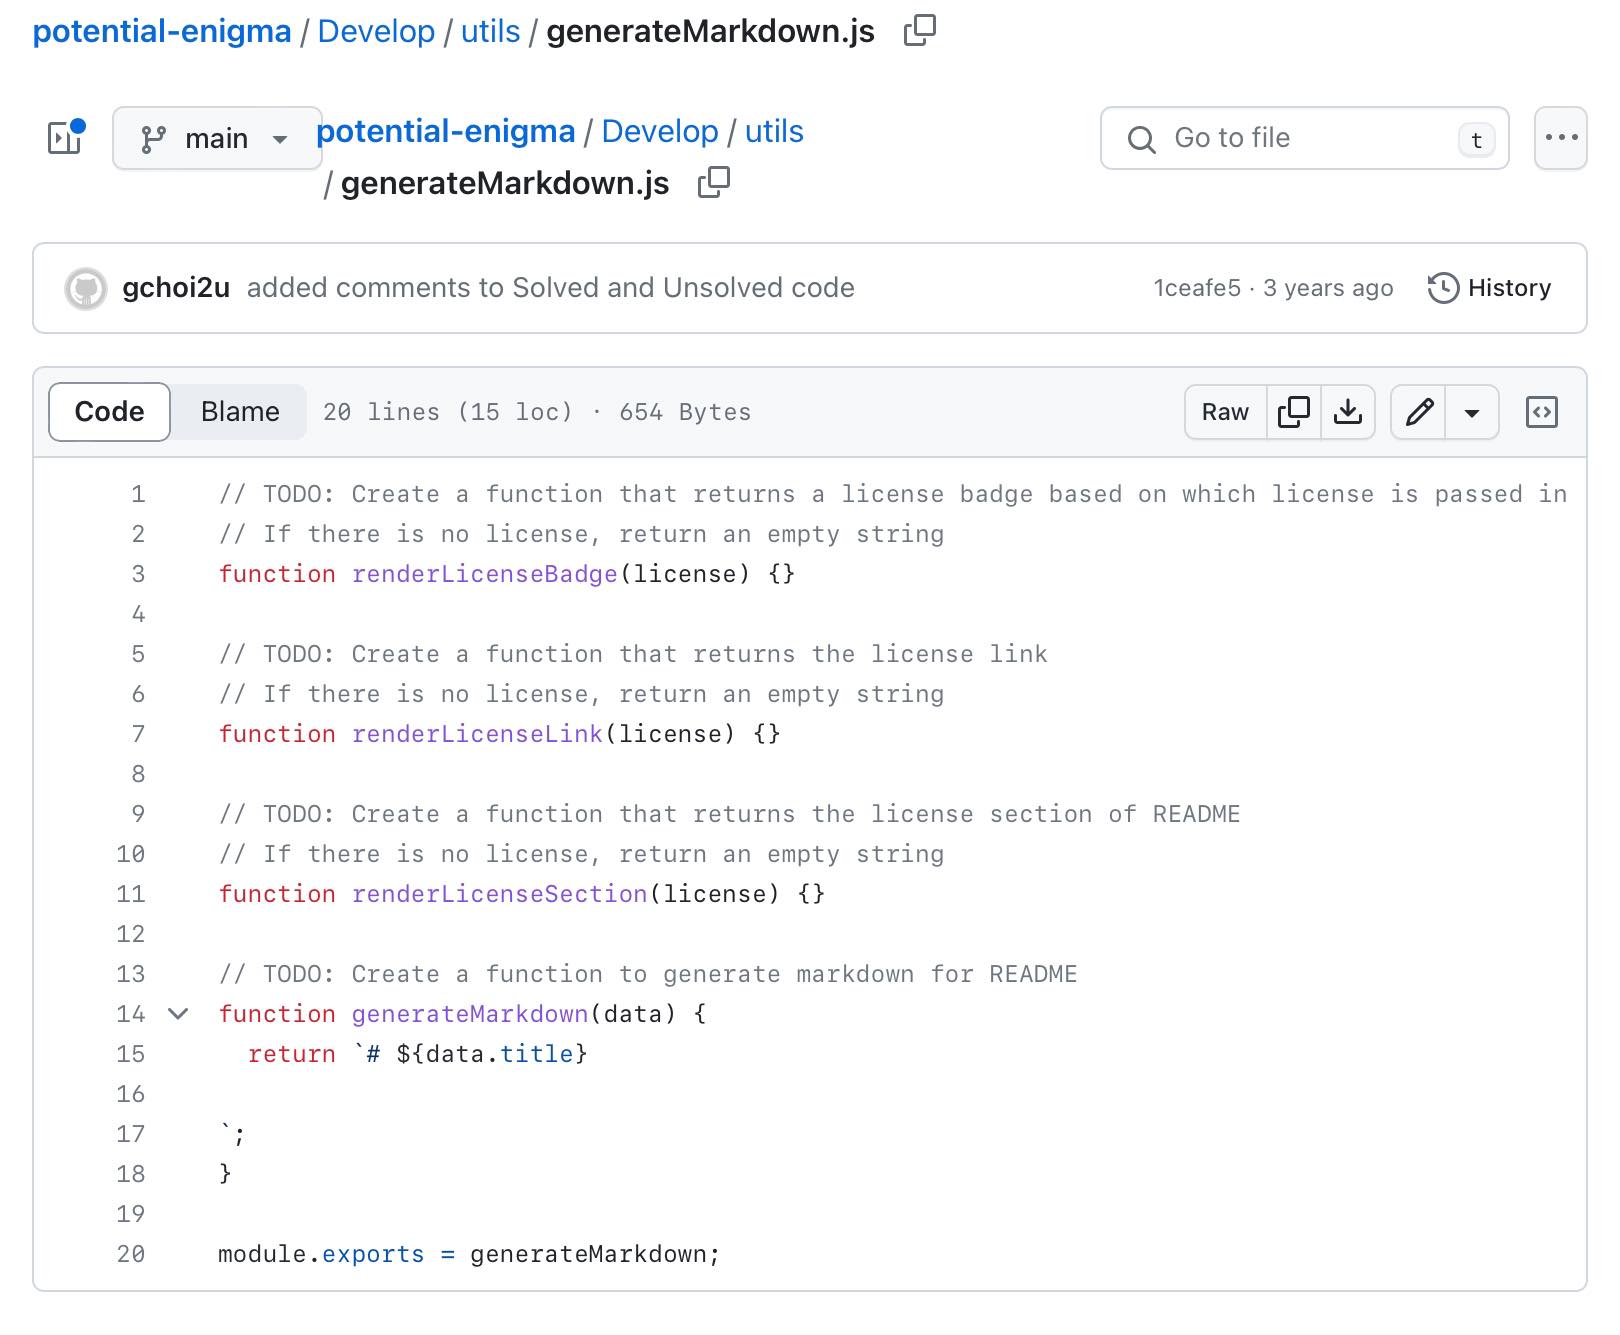 potential-enigma / Develop / utils / generateMarkdown.js
main
potential-enigma / Develop / utils
/ generateMarkdown.js
Go to file
t
gchoi2u added comments to Solved and Unsolved code
1ceafe5 · 3 years ago
History
Code
Blame
20 lines (15 loc) · 654 Bytes
Raw
1 // TODO: Create a function that returns a license badge based on which license is passed in
2 // If there is no license, return an empty string
3 function renderLicenseBadge(license) {}
4
5 // TODO: Create a function that returns the license link
6 // If there is no license, return an empty string
7 function renderLicenseLink(license) {}
8
9 // TODO: Create a function that returns the license section of README
10 // If there is no license, return an empty string
11 function renderLicenseSection(license) {}
12
13 // TODO: Create a function to generate markdown for README
14 function generateMarkdown(data) {
15   return `# ${data.title}
16
17 `;
18 }
19
20 module.exports = generateMarkdown;